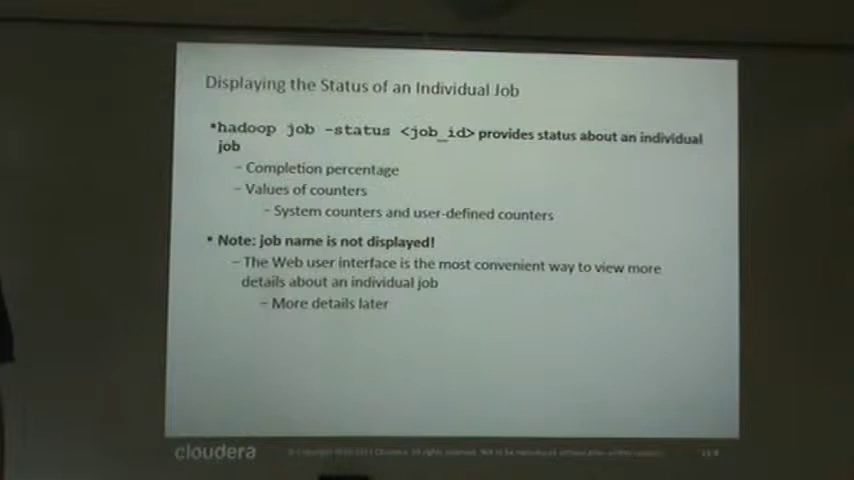 Displaying the Status of an Individual Job
•hadoop job -status <job_id> provides status about an individual
job
– Completion percentage
– Values of counters
– System counters and user-defined counters
• Note: job name is not displayed!
– The Web user interface is the most convenient way to view more
details about an individual job
– More details later
cloudera